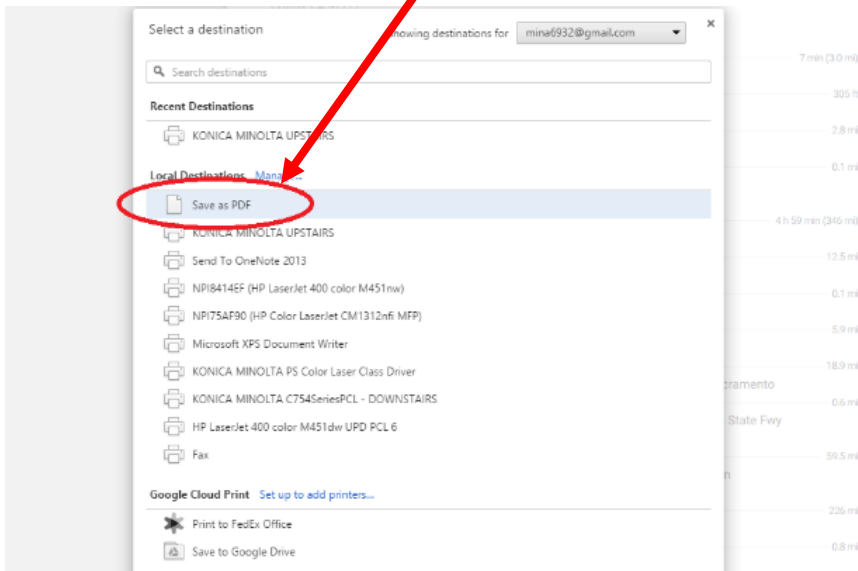 Select a destination
howing destinations for mina6932@gmail.com
Search destinations
Recent Destinations
KONICA MINOLTA UPSTAIRS
Local Destinations Mana
Save as PDF
KONICA MINOLTA UPSTAIRS
Send To OneNote 2013
NPI8414EF (HP LaserJet 400 color M451nw)
NPI75AF90 (HP Color LaserJet CM1312nfi MFP)
Microsoft XPS Document Writer
KONICA MINOLTA PS Color Laser Class Driver
KONICA MINOLTA C754SeriesPCL - DOWNSTAIRS
HP LaserJet 400 color M451dw UPD PCL 6
Fax
Google Cloud Print Set up to add printers...
Print to FedEx Office
Save to Google Drive
7 min (3.0 mi)
305 ft
2.8 mi
0.1 mi
4 h 59 min (346 mi)
12.5 mi
0.1 mi
5.9 mi
18.9 mi
cramento
0.6 mi
State Fwy
59.5 mi
n
226 mi
0.8 mi